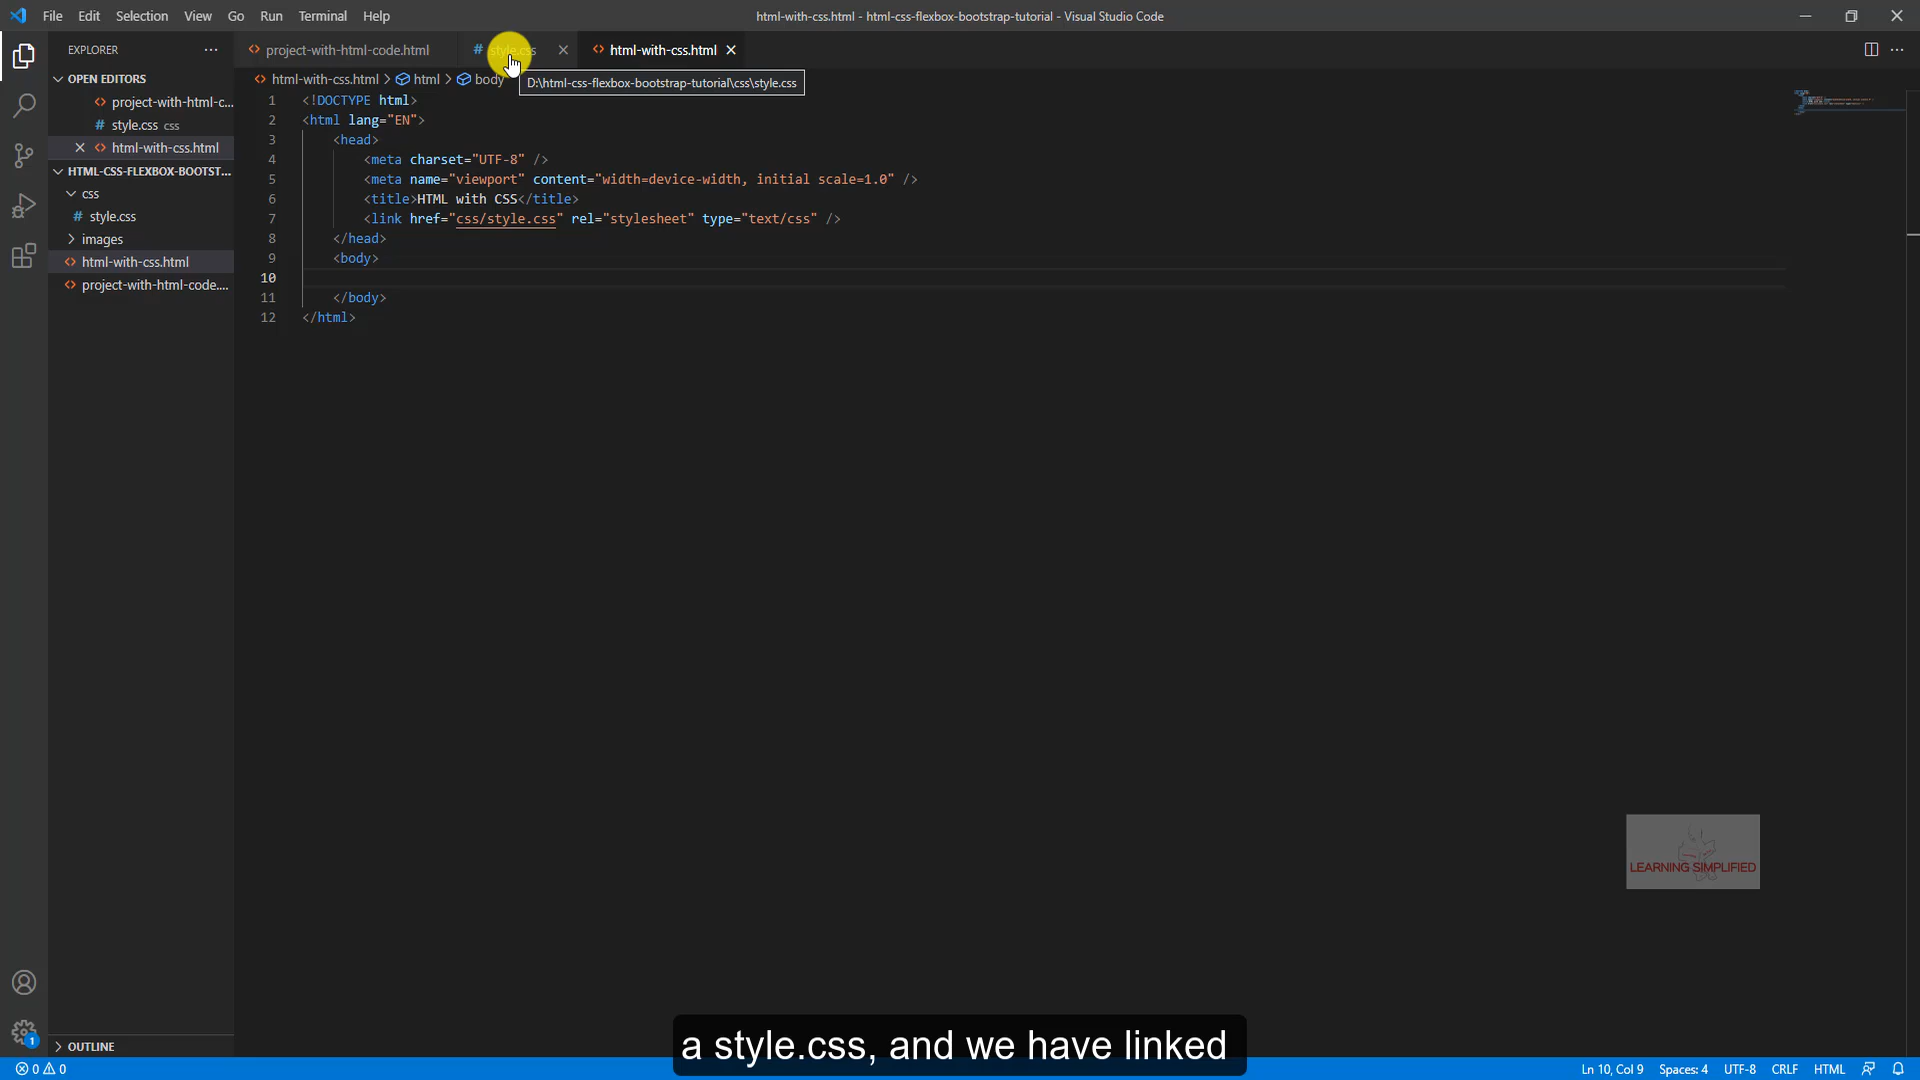 File Edit Selection View Go Run Terminal Help
html-with-css.html - html-css-flexbox-bootstrap-tutorial - Visual Studio Code
EXPLORER
project-with-html-code.html
# style.css
html-with-css.html
OPEN EDITORS
html-with-css.html > html > body
D:\html-css-flexbox-bootstrap-tutorial\css\style.css
project-with-html-c...
# style.css css
html-with-css.html
HTML-CSS-FLEXBOX-BOOTST...
css
# style.css
images
html-with-css.html
project-with-html-code....
1 <!DOCTYPE html>
2 <html lang="EN">
3 <head>
4 <meta charset="UTF-8" />
5 <meta name="viewport" content="width=device-width, initial scale=1.0" />
6 <title>HTML with CSS</title>
7 <link href="css/style.css" rel="stylesheet" type="text/css" />
8 </head>
9 <body>
10
11 </body>
12 </html>
LEARNING SIMPLIFIED
OUTLINE
a style.css, and we have linked
1
0 0
Ln 10, Col 9 Spaces: 4 UTF-8 CRLF HTML